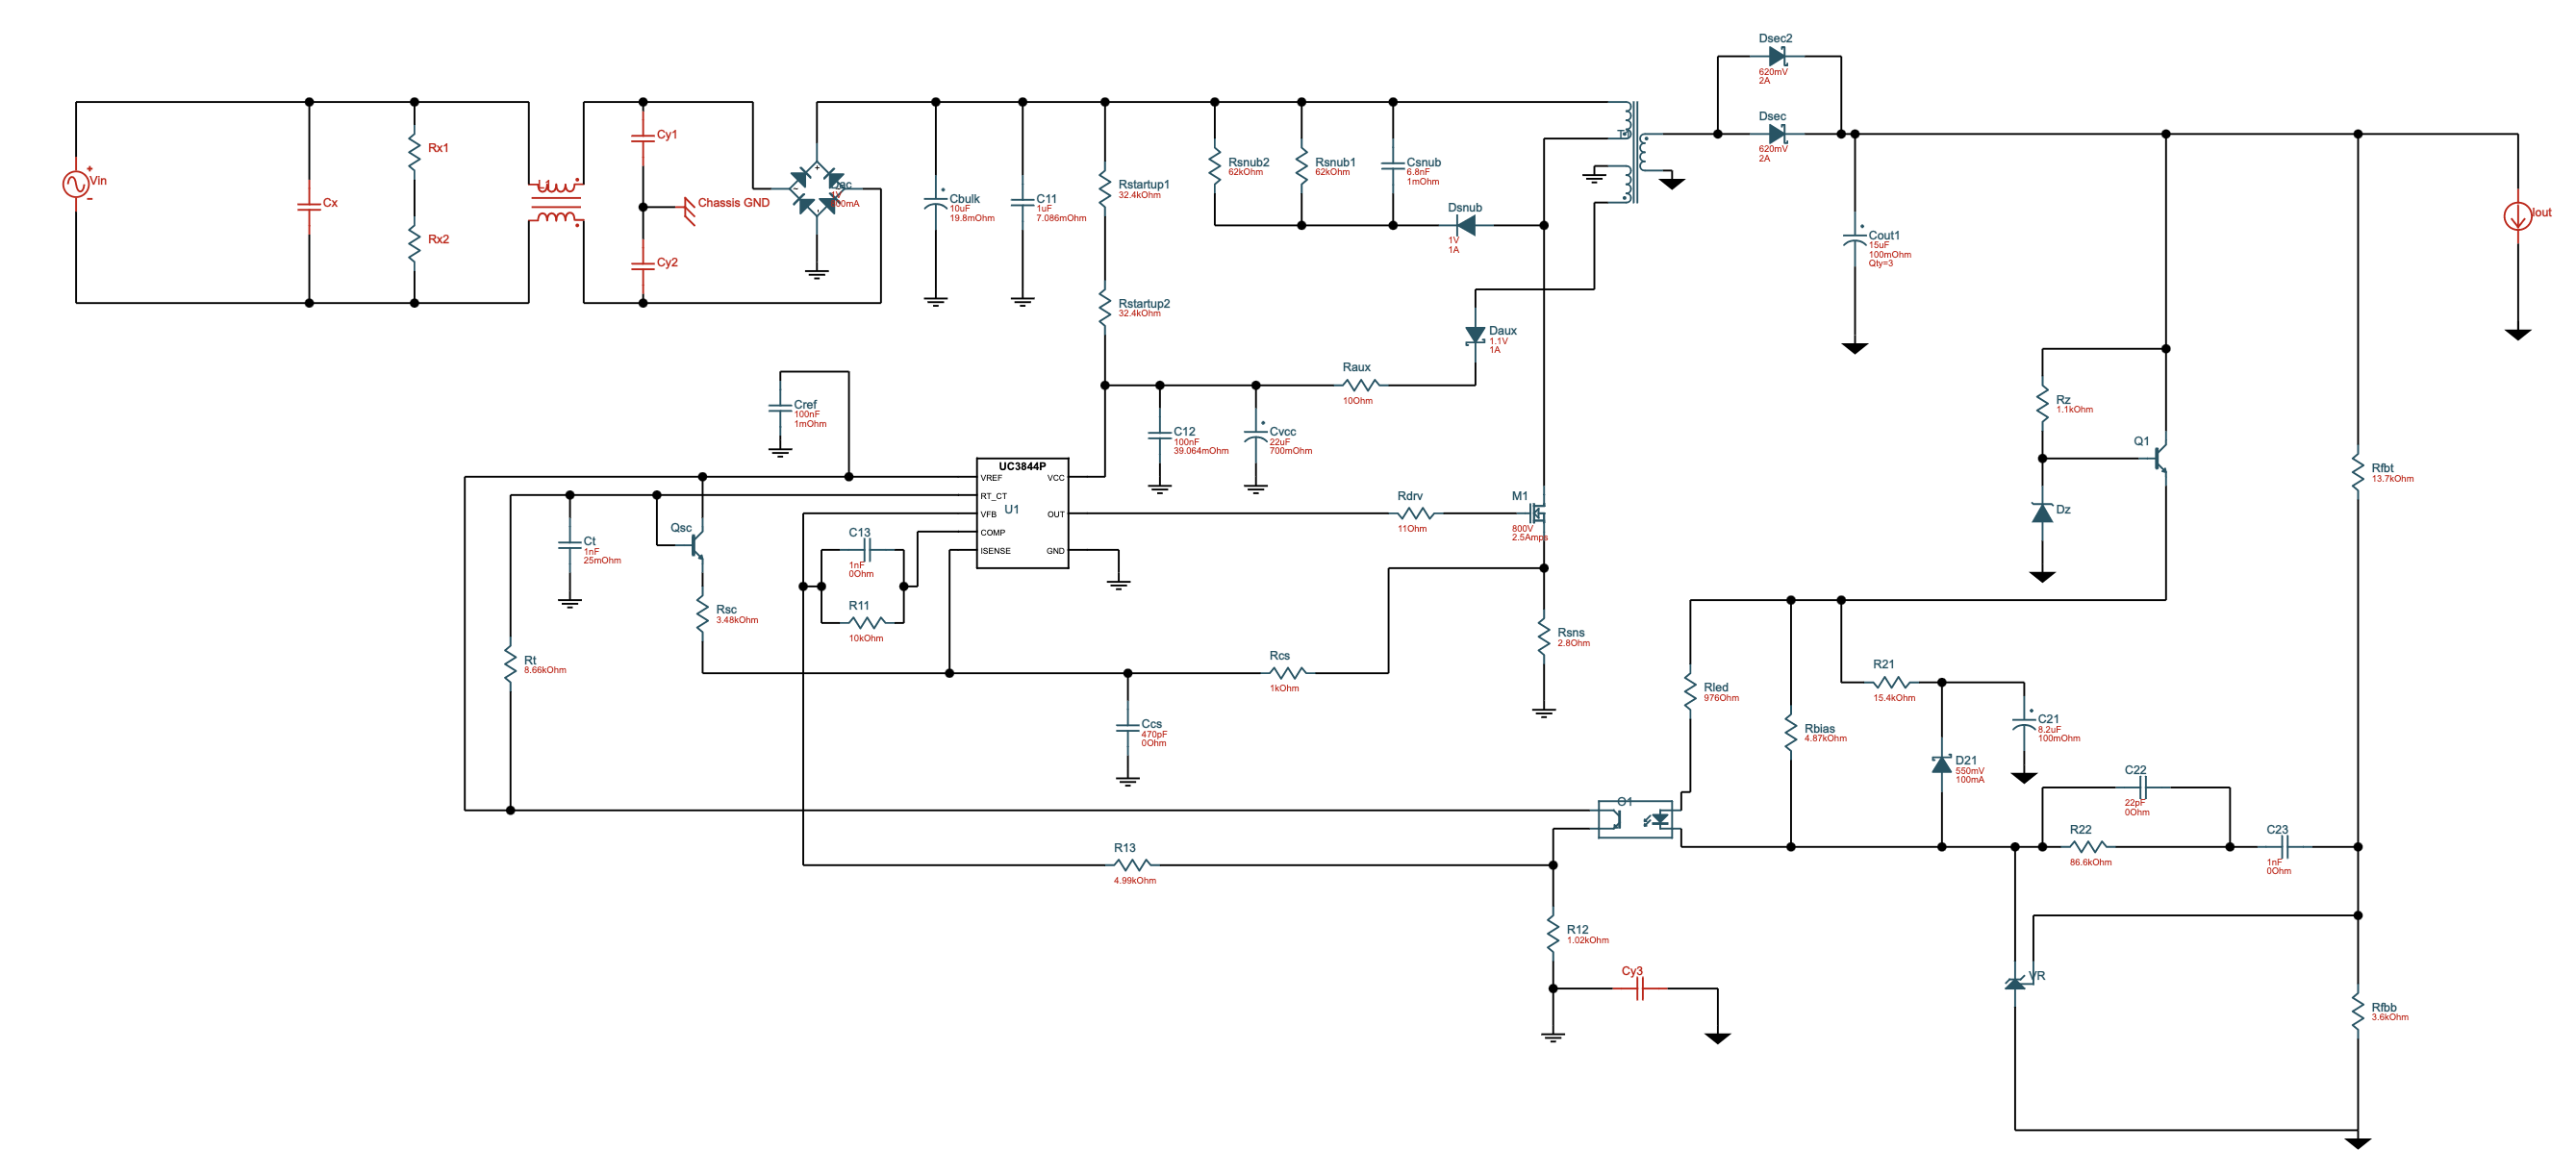 Dsec2
620mV
2A
Dsec
620mV
2A
Vin
Cx
Rx1
Rx2
L1
Cy1
Cy2
Chassis GND
1V
Cbulk
10uF
19.8mOhm
C11
1uF
7.086mOhm
Rstartup1
32.4kOhm
Rstartup2
32.4kOhm
Rsnub2
62kOhm
Rsnub1
62kOhm
Csnub
6.8nF
1mOhm
Dsnub
1V
1A
Cout1
15uF
100mOhm
Qty=3
Iout
Daux
1.1V
1A
Raux
10Ohm
Cref
100nF
1mOhm
C12
100nF
39.064mOhm
Cvcc
22uF
700mOhm
Rz
1.1kOhm
Q1
Dz
Rfbt
13.7kOhm
UC3844P
VREF
VCC
RT_CT
VFB
U1
OUT
COMP
ISENSE
GND
Rdrv
11Ohm
M1
800V
2.5Amps
Qsc
Ct
1nF
25mOhm
C13
1nF
0Ohm
R11
10kOhm
Rsc
3.48kOhm
Rt
8.66kOhm
Rcs
1kOhm
Rsns
2.8Ohm
Ccs
470pF
0Ohm
Rled
976Ohm
Rbias
4.87kOhm
R21
15.4kOhm
C21
8.2uF
100mOhm
D21
550mV
100mA
C22
22pF
0Ohm
R22
86.6kOhm
C23
1nF
0Ohm
O1
R13
4.99kOhm
R12
1.02kOhm
Cy3
VR
Rfbb
3.6kOhm